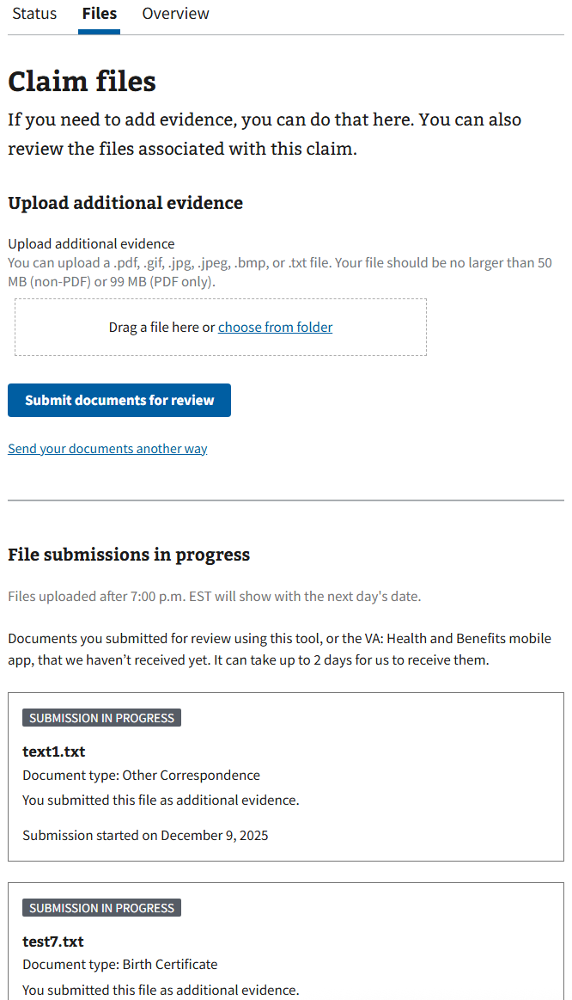 Status Files Overview
Claim files
If you need to add evidence, you can do that here. You can also
review the files associated with this claim.
Upload additional evidence
Upload additional evidence
You can upload a .pdf, .gif, .jpg, .jpeg, .bmp, or .txt file. Your file should be no larger than 50
MB (non-PDF) or 99 MB (PDF only).
Drag a file here or choose from folder
Submit documents for review
Send your documents another way
File submissions in progress
Files uploaded after 7:00 p.m. EST will show with the next day's date.
Documents you submitted for review using this tool, or the VA: Health and Benefits mobile
app, that we haven’t received yet. It can take up to 2 days for us to receive them.
SUBMISSION IN PROGRESS
text1.txt
Document type: Other Correspondence
You submitted this file as additional evidence.
Submission started on December 9, 2025
SUBMISSION IN PROGRESS
test7.txt
Document type: Birth Certificate
You submitted this file as additional evidence.